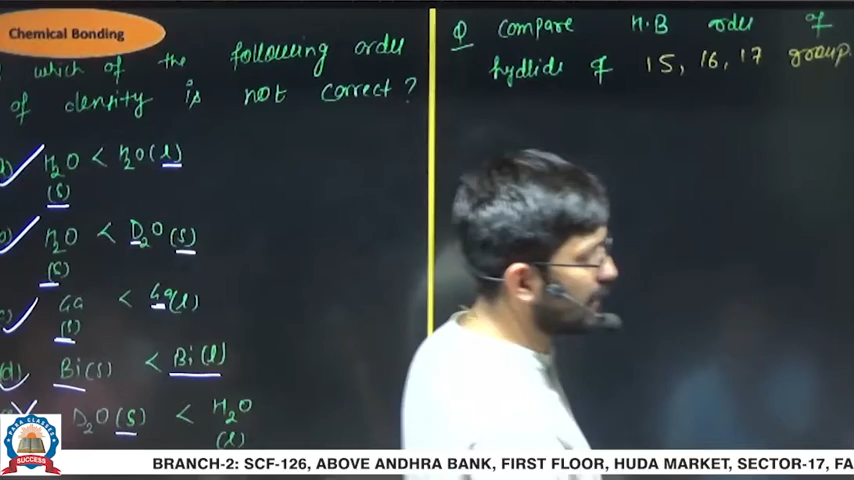 Chemical Bonding
which of the following order
of density is not correct?
H₂O(s) < H₂O(l)
H₂O(s) < D₂O(s)
Ga(s) < Ga(l)
(d) Bi(s) < Bi(l)
D₂O(s) < H₂O(l)
Q compare H.B order of
hydride of 15, 16, 17 group.
PARA CLASSES
SUCCESS
BRANCH-2: SCF-126, ABOVE ANDHRA BANK, FIRST FLOOR, HUDA MARKET, SECTOR-17, FA